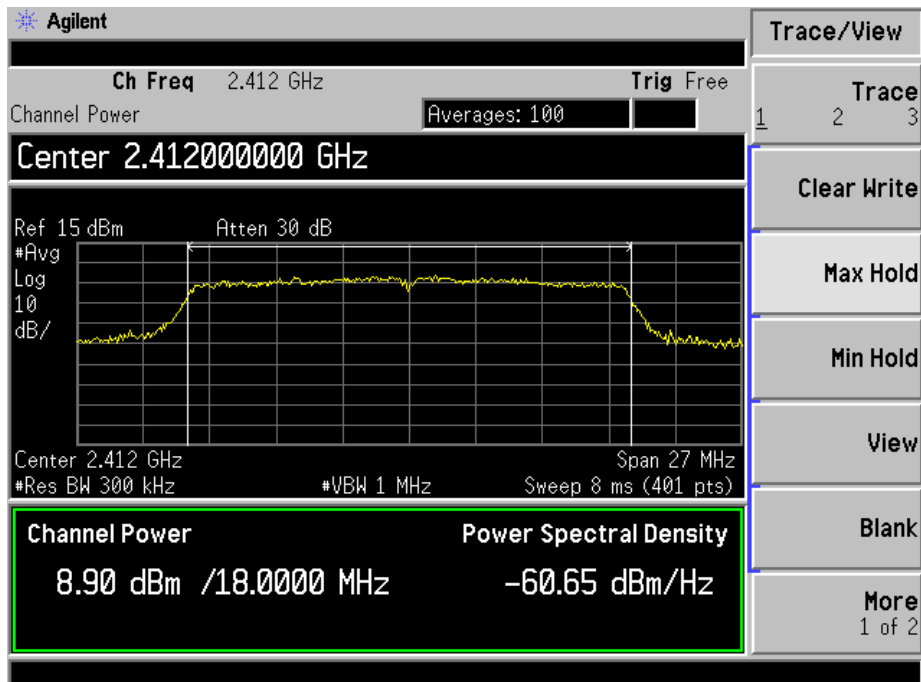 Agilent
Trace/View
Ch Freq 2.412 GHz Trig Free
Channel Power Averages: 100
Center 2.412000000 GHz
Ref 15 dBm Atten 30 dB
#Avg
Log
10
dB/
Center 2.412 GHz Span 27 MHz
#Res BW 300 kHz #VBW 1 MHz Sweep 8 ms (401 pts)
Channel Power Power Spectral Density
8.90 dBm /18.0000 MHz -60.65 dBm/Hz
Trace
1 2 3
Clear Write
Max Hold
Min Hold
View
Blank
More
1 of 2